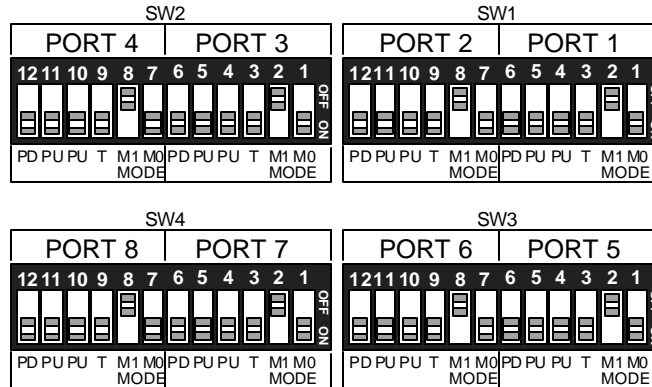 SW2
SW1
PORT 4 PORT 3
PORT 2 PORT 1
12 11 10 9 8 7 6 5 4 3 2 1
12 11 10 9 8 7 6 5 4 3 2 1
OFF
ON
PD PU PU T M1 M0 PD PU PU T M1 M0
MODE MODE
PD PU PU T M1 M0 PD PU PU T M1 M0
MODE MODE
SW4
SW3
PORT 8 PORT 7
PORT 6 PORT 5
12 11 10 9 8 7 6 5 4 3 2 1
12 11 10 9 8 7 6 5 4 3 2 1
OFF
ON
PD PU PU T M1 M0 PD PU PU T M1 M0
MODE MODE
PD PU PU T M1 M0 PD PU PU T M1 M0
MODE MODE